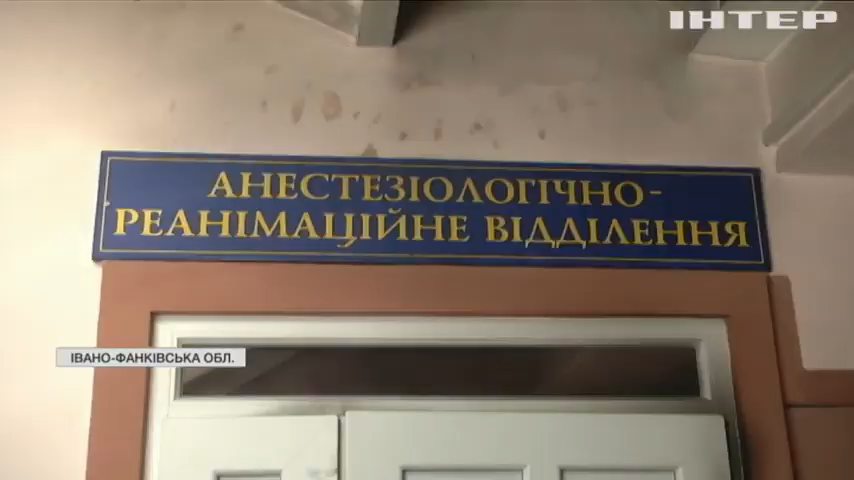 ІНТЕР
АНЕСТЕЗІОЛОГІЧНО-
РЕАНІМАЦІЙНЕ ВІДДІЛЕННЯ
ІВАНО-ФАНКІВСЬКА ОБЛ.